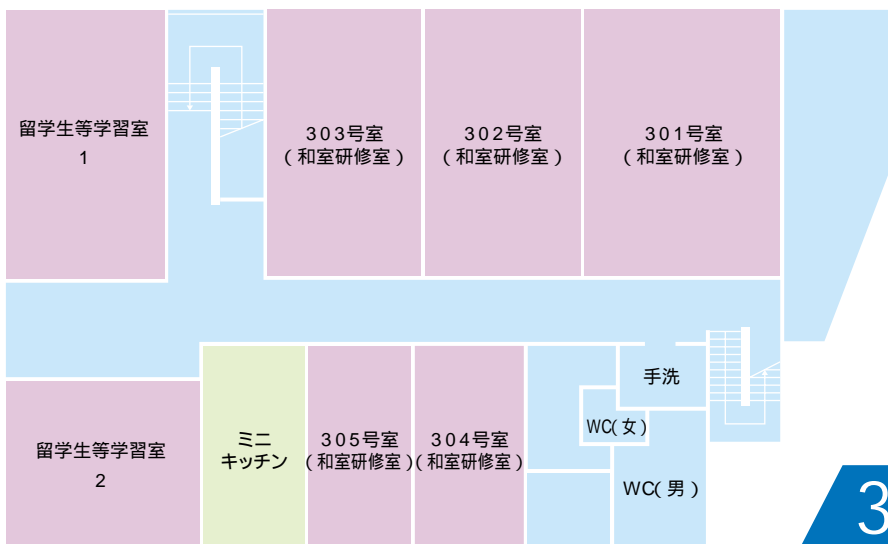 留学生等学習室
1
303号室
(和室研修室)
302号室
(和室研修室)
301号室
(和室研修室)
手洗
WC(女)
留学生等学習室
2
ミニ
キッチン
305号室
(和室研修室)
304号室
(和室研修室)
WC(男)
3